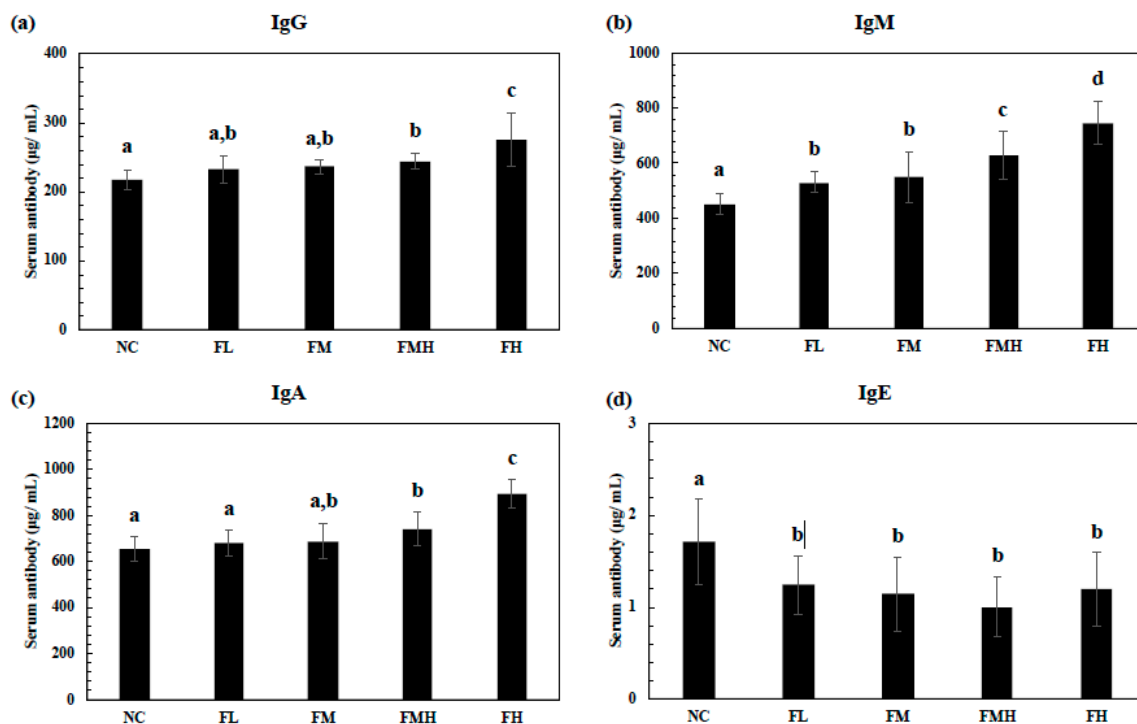 (a) IgG
Serum antibody (µg/ mL)
400
300
200
100
0
a
a,b
a,b
b
c
NC FL FM FMH FH
(b) IgM
Serum antibody (µg/ mL)
1000
800
600
400
200
0
a
b
b
c
d
NC FL FM FMH FH
(c) IgA
Serum antibody (µg/ mL)
1200
1000
800
600
400
200
0
a
a
a,b
b
c
NC FL FM FMH FH
(d) IgE
Serum antibody (µg/ mL)
3
2
1
0
a
b
b
b
b
NC FL FM FMH FH